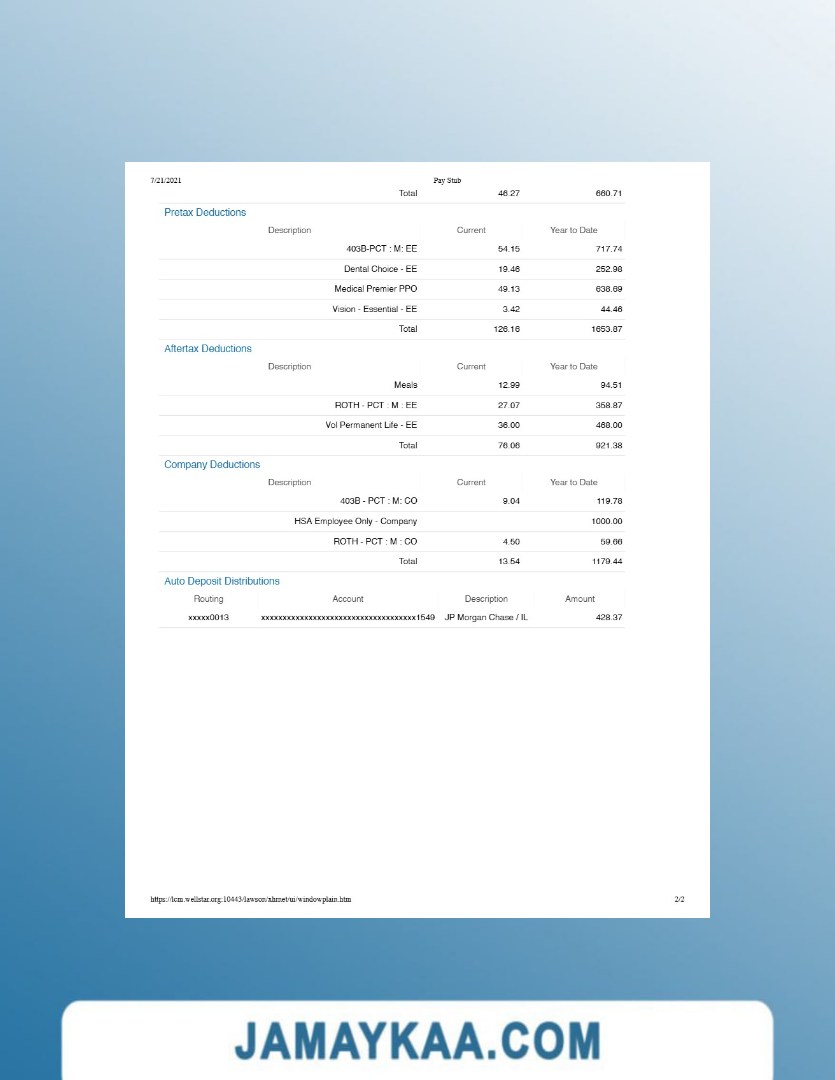 7/21/2021 Pay Stub
Total 46.27 660.71
Pretax Deductions
Description Current Year to Date
403B-PCT : M: EE 54.15 717.74
Dental Choice - EE 19.46 252.98
Medical Premier PPO 49.13 638.69
Vision - Essential - EE 3.42 44.46
Total 126.16 1653.87
Aftertax Deductions
Description Current Year to Date
Meals 12.99 94.51
ROTH - PCT : M : EE 27.07 358.87
Vol Permanent Life - EE 36.00 468.00
Total 76.06 921.38
Company Deductions
Description Current Year to Date
403B - PCT : M: CO 9.04 119.78
HSA Employee Only - Company 1000.00
ROTH - PCT : M : CO 4.50 59.66
Total 13.54 1179.44
Auto Deposit Distributions
Routing Account Description Amount
xxxxx0013 xxxxxxxxxxxxxxxxxxxxxxxxxxxxxxxxxxxx1549 JP Morgan Chase / IL 428.37
https://lcm.wellstar.org:10443/lawson/xhrnet/ui/windowplain.htm 2/2
JAMAYKAA.COM